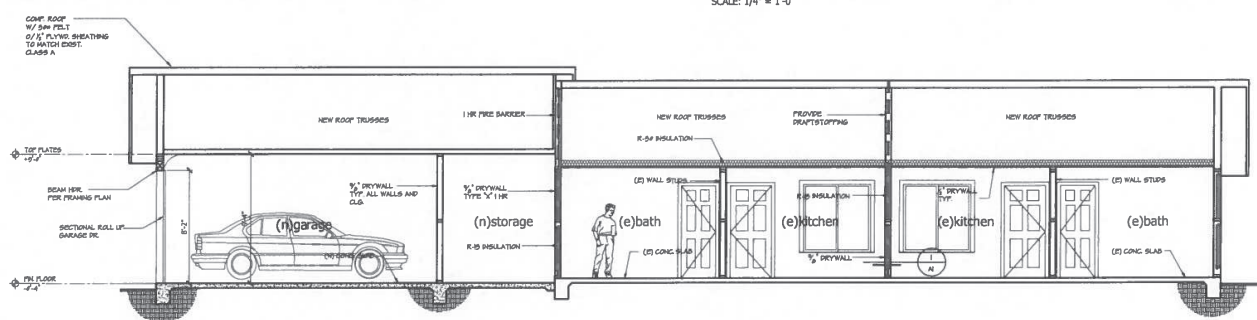 SCALE: 1/4" = 1'-0"
COMP. ROOF
W/ 30# FELT
O/ ½" PLYWD. SHEATHING
TO MATCH EXIST.
CLASS A
NEW ROOF TRUSSES
1 HR FIRE BARRIER
NEW ROOF TRUSSES
PROVIDE
DRAFTSTOPPING
NEW ROOF TRUSSES
R-30 INSULATION
TOP PLATES
BEAM HDR.
PER FRAMING PLAN
SECTIONAL ROLL UP
GARAGE DR.
8'-2"
(n)garage
⅝" DRYWALL
TYP. ALL WALLS AND
CLG.
⅝" DRYWALL
TYPE "X" 1 HR
(n)storage
R-13 INSULATION
(E) WALL STUDS
(e)bath
(E) CONC. SLAB
(e)kitchen
R-13 INSULATION
⅝" DRYWALL
DRYWALL
TYP.
(e)kitchen
1
A1
(E) WALL STUDS
(e)bath
(E) CONC. SLAB
FIN FLOOR